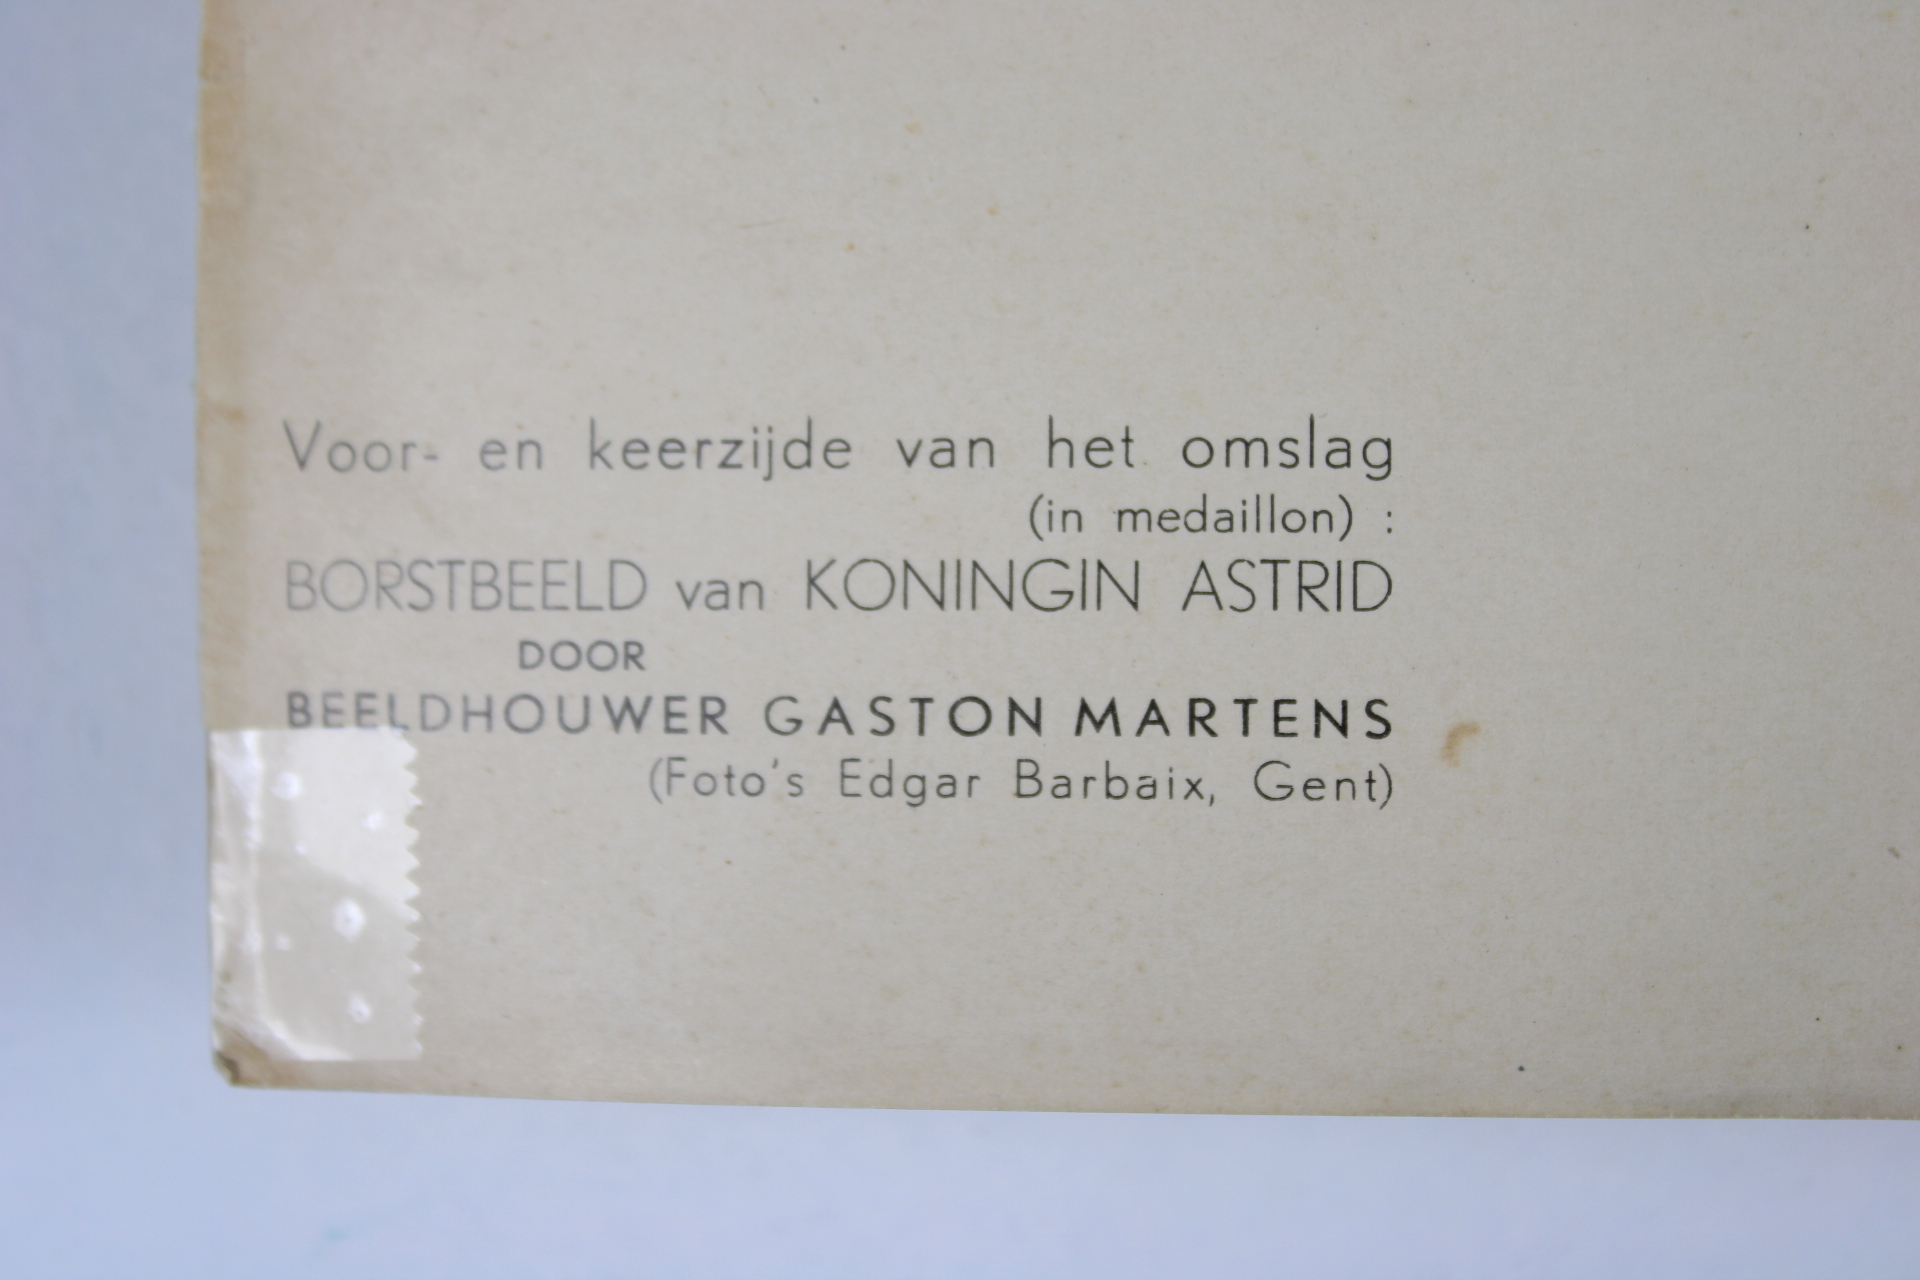 Voor- en keerzijde van het omslag
(in medaillon) :
BORSTBEELD van KONINGIN ASTRID
DOOR
BEELDHOUWER GASTON MARTENS
(Foto's Edgar Barbaix, Gent)